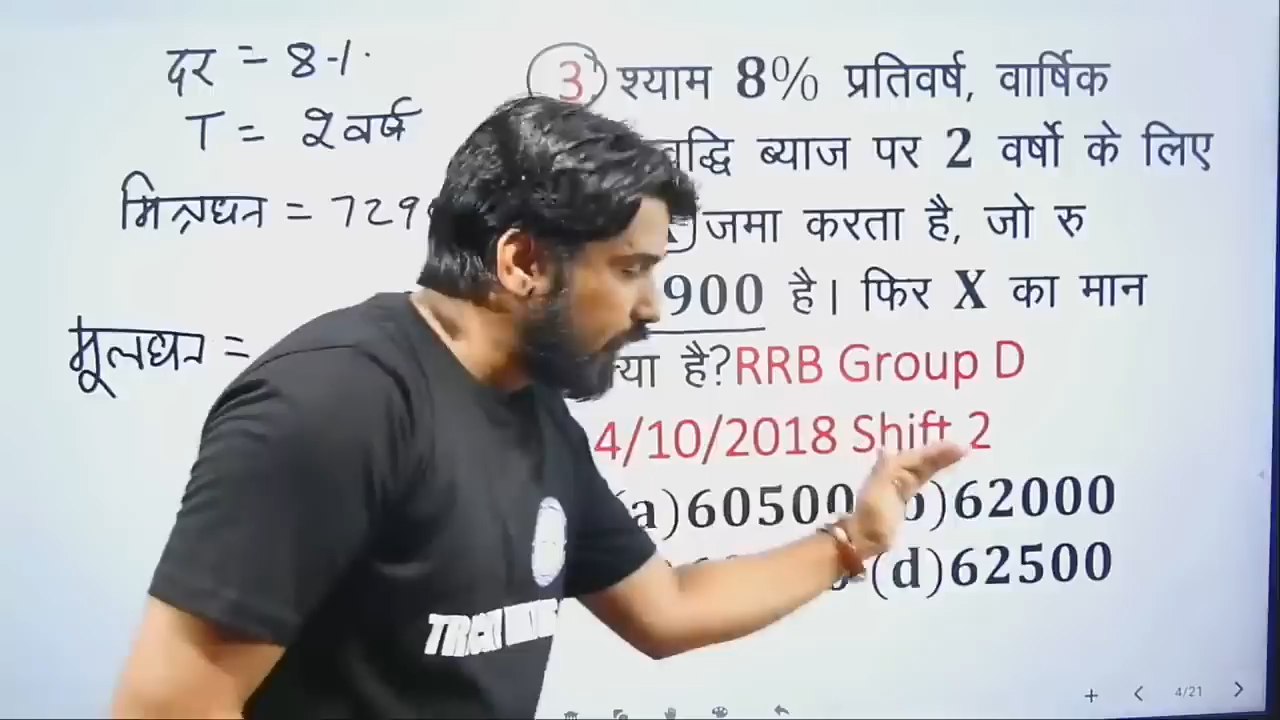 दर = 8%
T = 2 वर्ष
मिश्रधन = 729
मूलधन =
3) श्याम 8% प्रतिवर्ष, वार्षिक
ब्याज पर 2 वर्षो के लिए
जमा करता है, जो रु
900 है। फिर X का मान
है?RRB Group D
4/10/2018 Shift 2
(a)60500 b)62000
(d)62500
4/21